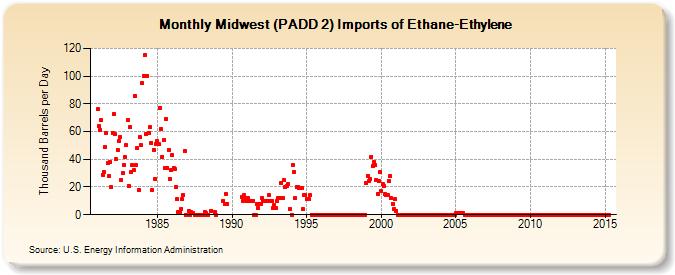 Monthly Midwest (PADD 2) Imports of Ethane-Ethylene
Thousand Barrels per Day
120
100
80
60
40
20
0
1985 1990 1995 2000 2005 2010 2015
Source: U.S. Energy Information Administration